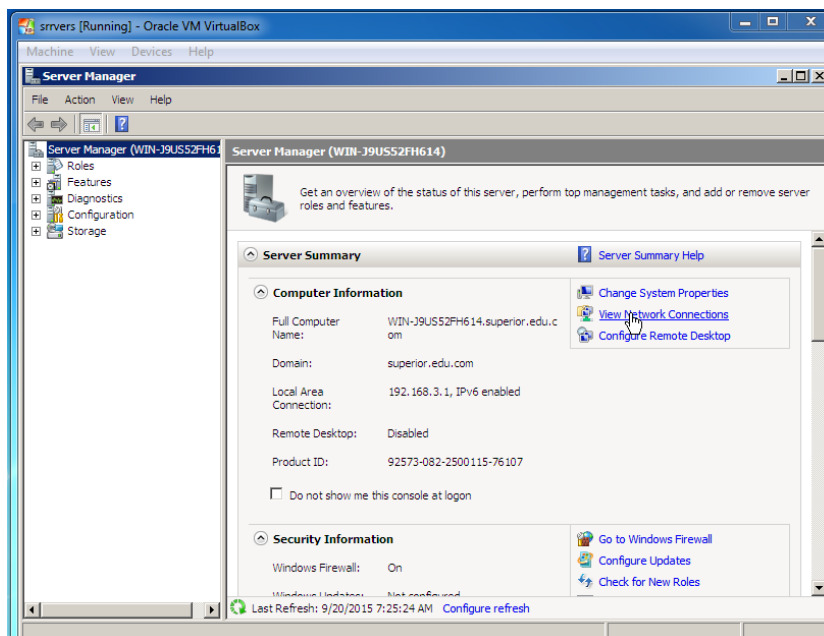 srrvers [Running] - Oracle VM VirtualBox
Machine View Devices Help
Server Manager
File Action View Help
Server Manager (WIN-J9US52FH61
Roles
Features
Diagnostics
Configuration
Storage
Server Manager (WIN-J9US52FH614)
Get an overview of the status of this server, perform top management tasks, and add or remove server
roles and features.
Server Summary
Server Summary Help
Computer Information
Full Computer
Name:
WIN-J9US52FH614.superior.edu.c
om
Domain:
superior.edu.com
Local Area
Connection:
192.168.3.1, IPv6 enabled
Remote Desktop:
Disabled
Product ID:
92573-082-2500115-76107
Do not show me this console at logon
Change System Properties
View Network Connections
Configure Remote Desktop
Security Information
Windows Firewall:
On
Windows Updates:
Not configured
Go to Windows Firewall
Configure Updates
Check for New Roles
Last Refresh: 9/20/2015 7:25:24 AM Configure refresh